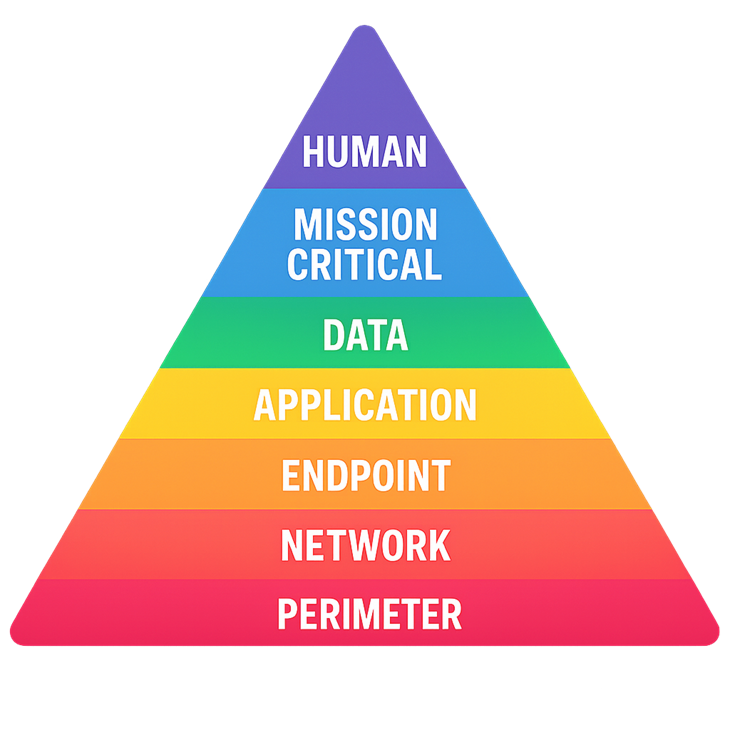 HUMAN
MISSION
CRITICAL
DATA
APPLICATION
ENDPOINT
NETWORK
PERIMETER